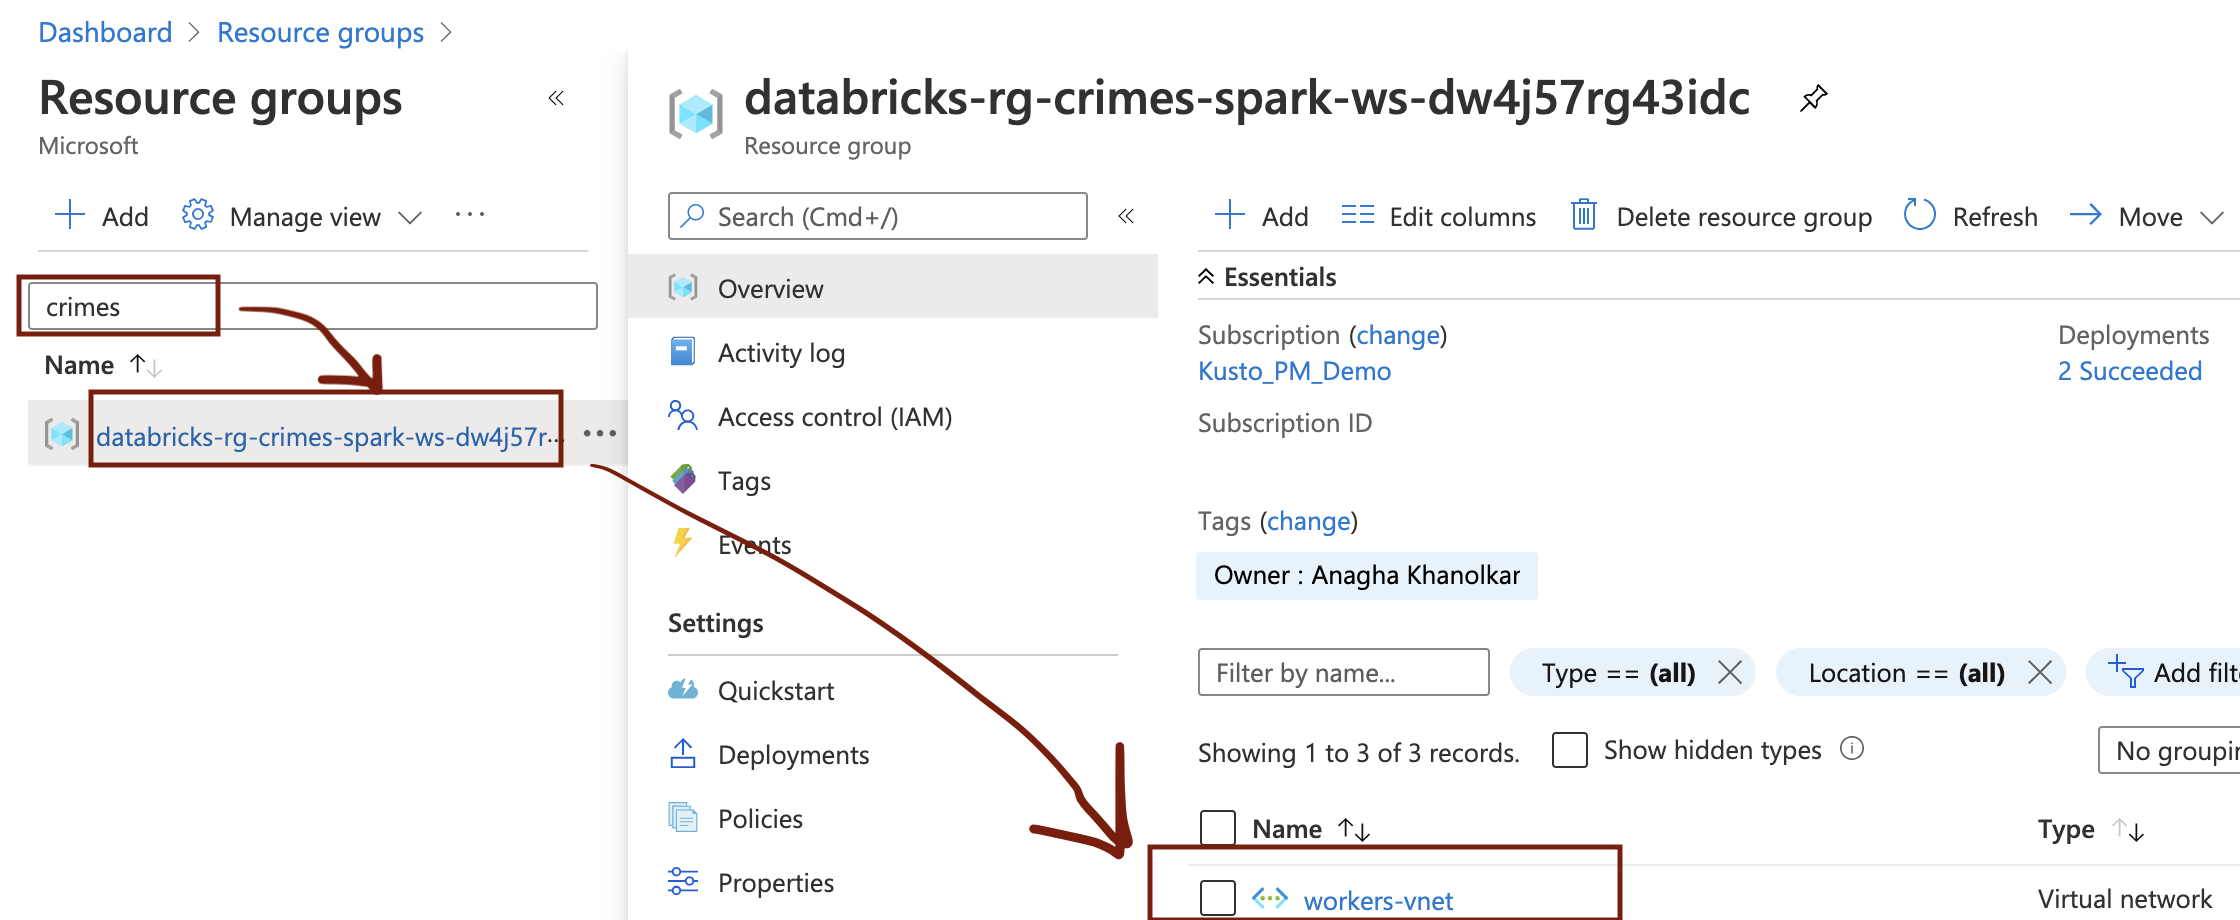 Dashboard > Resource groups >
Resource groups
Microsoft
Add Manage view ...
crimes
Name
databricks-rg-crimes-spark-ws-dw4j57r...
databricks-rg-crimes-spark-ws-dw4j57rg43idc
Resource group
Search (Cmd+/)
Overview
Activity log
Access control (IAM)
Tags
Events
Settings
Quickstart
Deployments
Policies
Properties
Add Edit columns Delete resource group Refresh Move
Essentials
Subscription (change)
Kusto_PM_Demo
Subscription ID
Deployments
2 Succeeded
Tags (change)
Owner : Anagha Khanolkar
Filter by name... Type == (all) Location == (all) Add filt
Showing 1 to 3 of 3 records. Show hidden types No groupin
Name Type
workers-vnet Virtual network